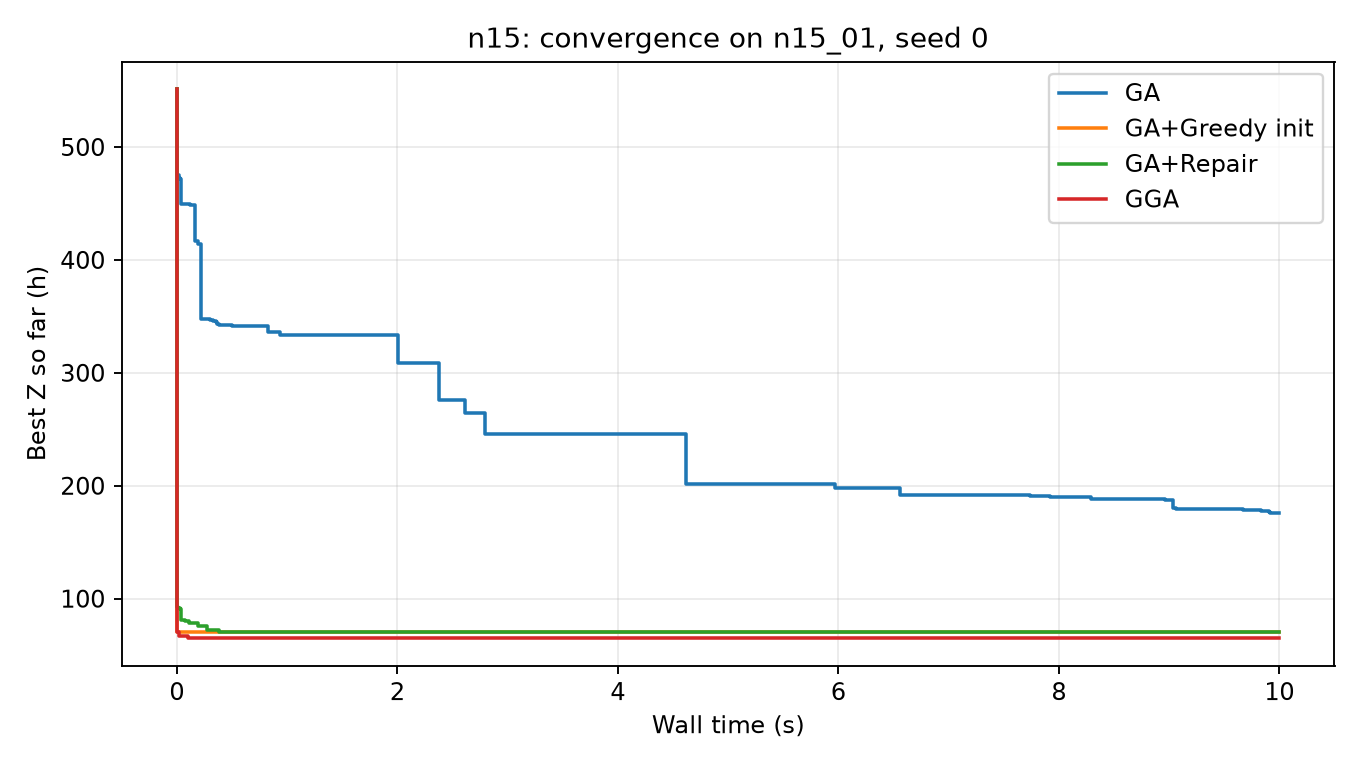 n15: convergence on n15_01, seed 0
GA
GA+Greedy init
GA+Repair
GGA
500
400
300
200
100
Best Z so far (h)
0 2 4 6 8 10
Wall time (s)